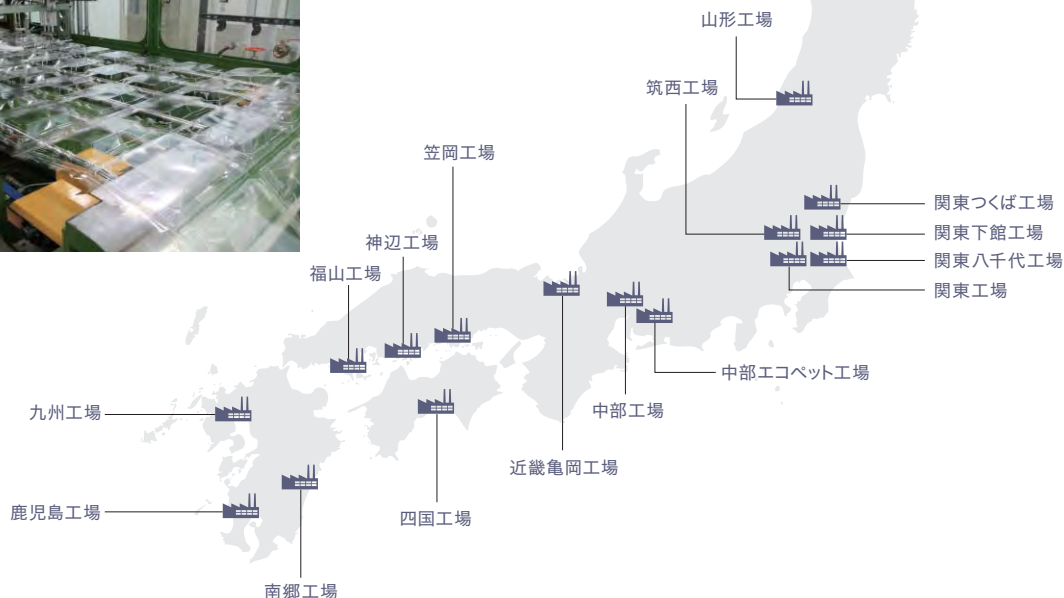 山形工場
筑西工場
笠岡工場
関東つくば工場
神辺工場
関東下館工場
関東八千代工場
福山工場
関東工場
中部エコペット工場
九州工場
中部工場
近畿亀岡工場
鹿児島工場
四国工場
南郷工場